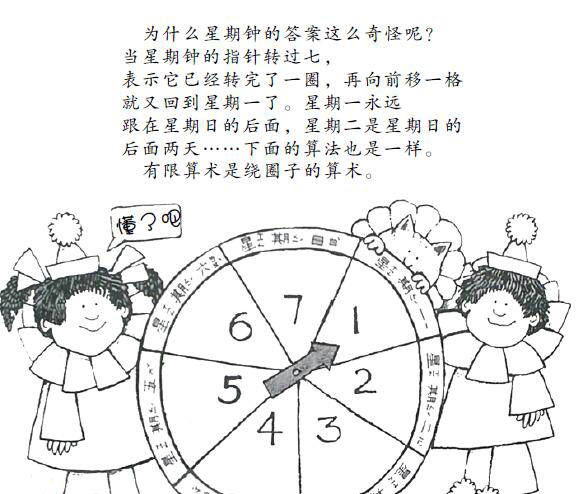 为什么星期钟的答案这么奇怪呢?
当星期钟的指针转过七,
表示它已经转完了一圈,再向前移一格
就又回到星期一了。星期一永远
跟在星期日的后面,星期二是星期日的
后面两天……下面的算法也是一样。
有限算术是绕圈子的算术。
懂了吧
星期日
星期六
星期一
7
6
1
星期五
5
2
星期二
4
3
星
星